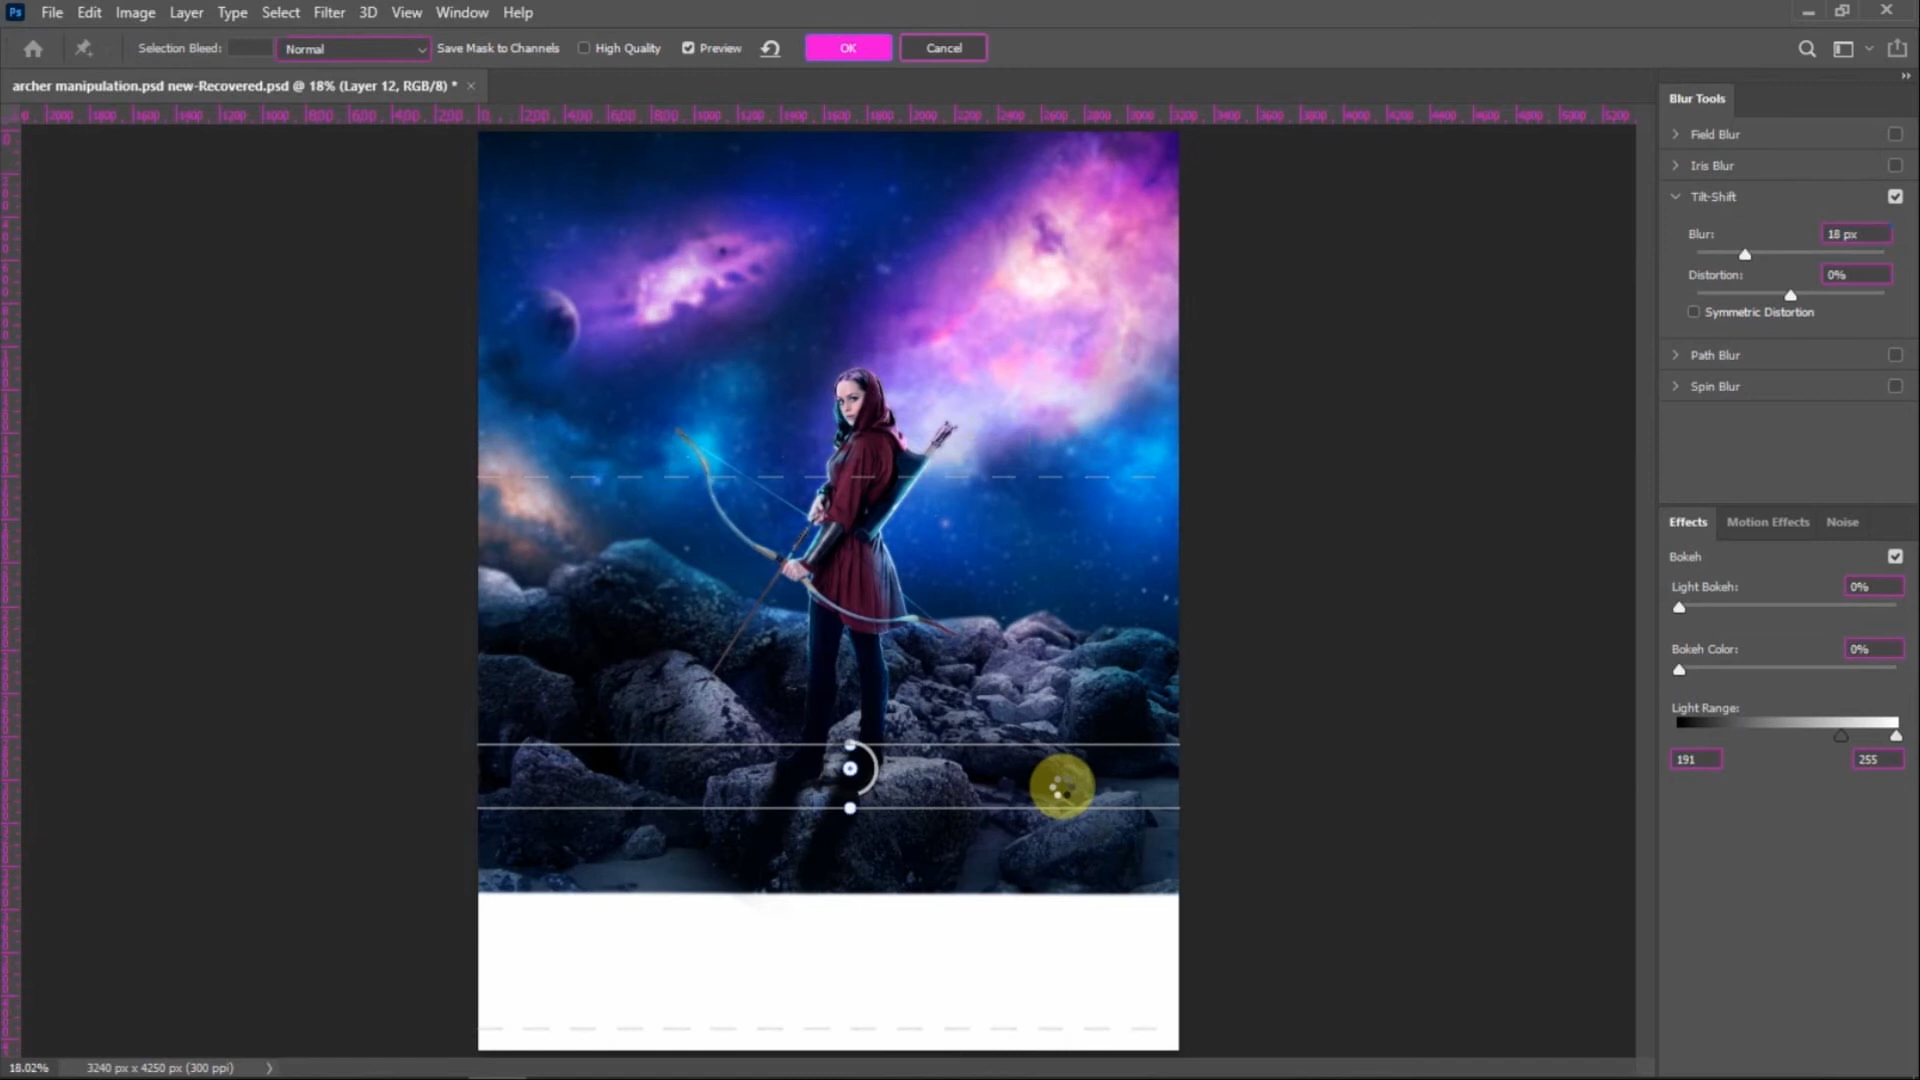 Ps File Edit Image Layer Type Select Filter 3D View Window Help
Selection Bleed: Normal Save Mask to Channels High Quality Preview OK Cancel
archer manipulation.psd new-Recovered.psd @ 18% (Layer 12, RGB/8) * ×
Blur Tools
Field Blur
Iris Blur
Tilt-Shift
Blur: 18 px
Distortion: 0%
Symmetric Distortion
Path Blur
Spin Blur
Effects Motion Effects Noise
Bokeh
Light Bokeh: 0%
Bokeh Color: 0%
Light Range:
191 255
18.02% 3240 px x 4250 px (300 ppi)